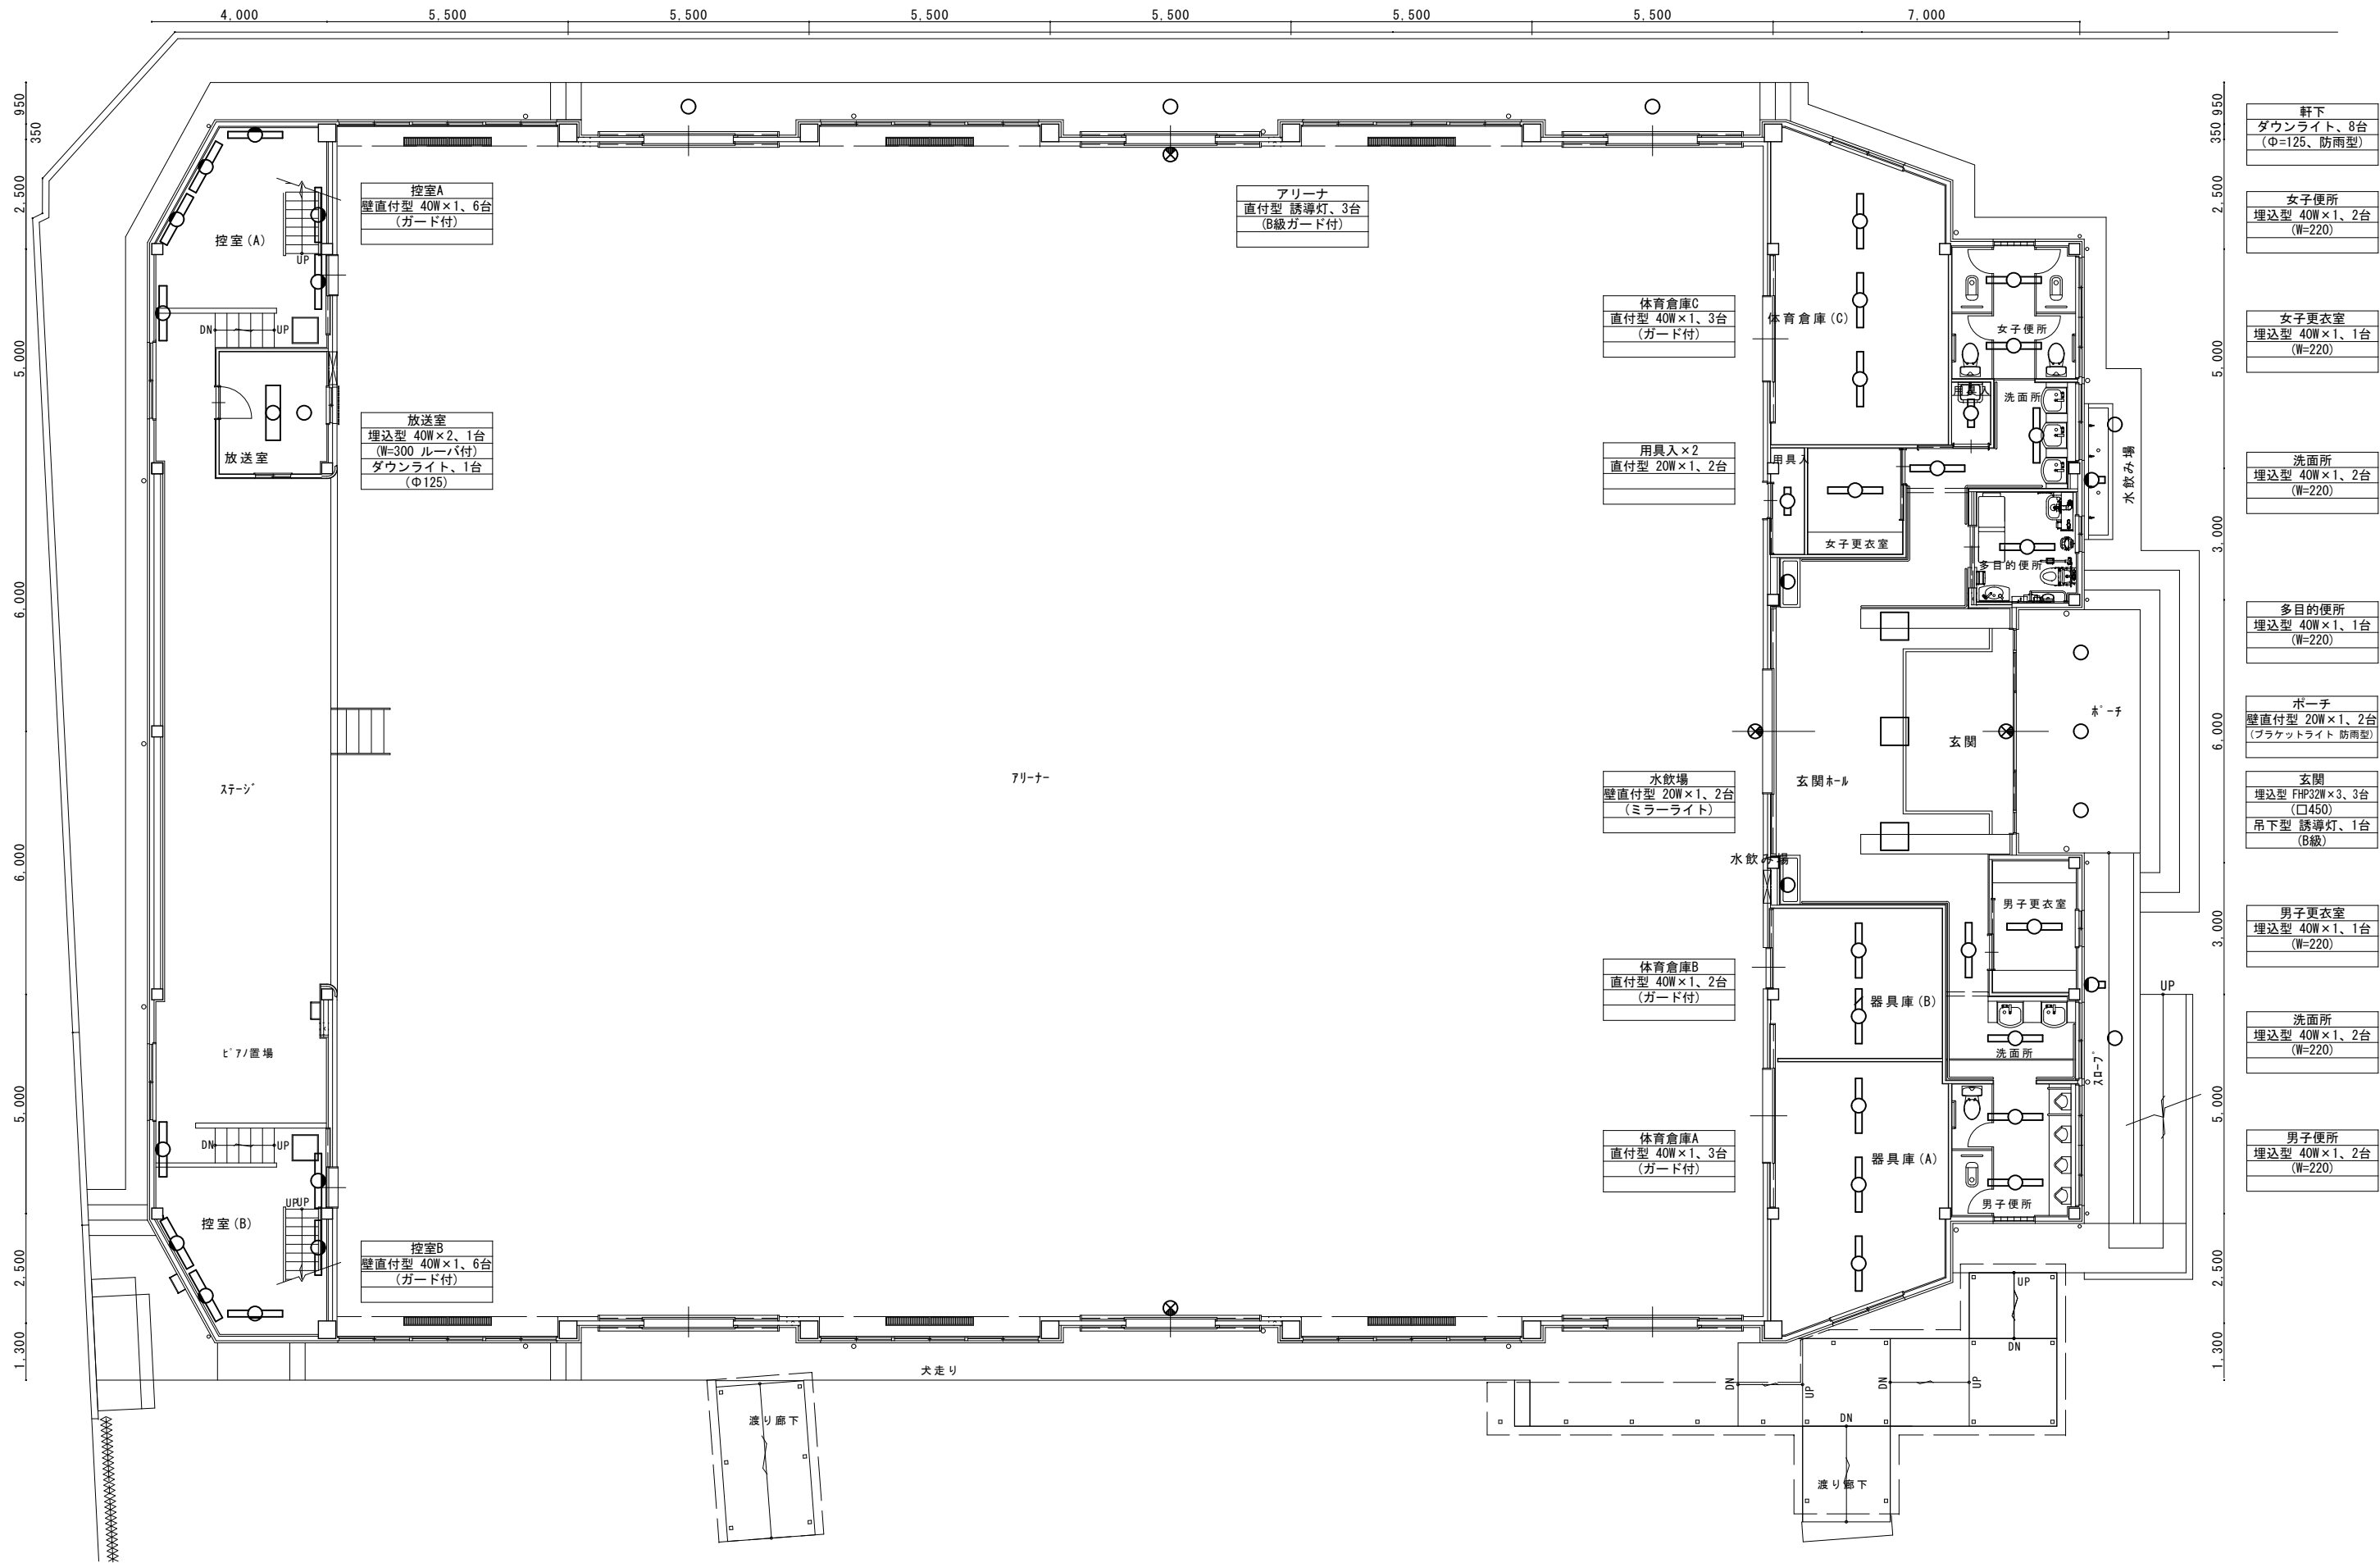 4,000
5,500
5,500
5,500
5,500
5,500
5,500
7,000
950
350
2,500
5,000
6,000
6,000
5,000
2,500
1,300
控室(A)
UP
DN
UP
放送室
ステージ
ピアノ置場
DN
UP
UP
UP
控室(B)
控室A
壁直付型 40W×1、6台
(ガード付)
放送室
埋込型 40W×2、1台
(W=300 ルーバ付)
ダウンライト、1台
(Φ125)
控室B
壁直付型 40W×1、6台
(ガード付)
アリーナ
直付型 誘導灯、3台
(B級ガード付)
アリーナー
犬走り
渡り廊下
体育倉庫C
直付型 40W×1、3台
(ガード付)
用具入×2
直付型 20W×1、2台
水飲場
壁直付型 20W×1、2台
(ミラーライト)
体育倉庫B
直付型 40W×1、2台
(ガード付)
体育倉庫A
直付型 40W×1、3台
(ガード付)
体育倉庫(C)
女子便所
用具入
洗面所
用具入
女子更衣室
多目的便所
水飲み場
玄関
玄関ホール
ポーチ
水飲み場
男子更衣室
器具庫(B)
洗面所
スロープ
UP
器具庫(A)
男子便所
UP
DN
DN
UP
DN
UP
DN
渡り廊下
950
350
2,500
5,000
3,000
6,000
3,000
5,000
2,500
1,300
軒下
ダウンライト、8台
(Φ=125、防雨型)
女子便所
埋込型 40W×1、2台
(W=220)
女子更衣室
埋込型 40W×1、1台
(W=220)
洗面所
埋込型 40W×1、2台
(W=220)
多目的便所
埋込型 40W×1、1台
(W=220)
ポーチ
壁直付型 20W×1、2台
(ブラケットライト 防雨型)
玄関
埋込型 FHP32W×3、3台
(□450)
吊下型 誘導灯、1台
(B級)
男子更衣室
埋込型 40W×1、1台
(W=220)
洗面所
埋込型 40W×1、2台
(W=220)
男子便所
埋込型 40W×1、2台
(W=220)